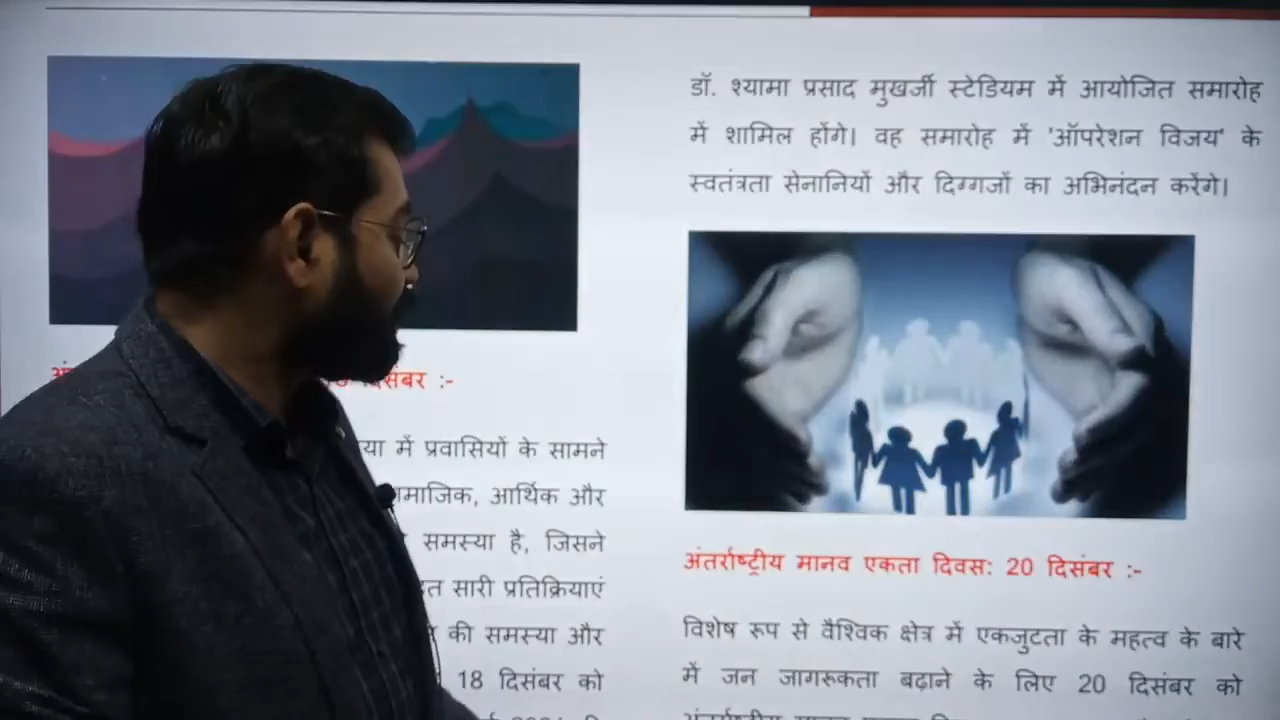 दिसंबर :-
या में प्रवासियों के सामने
माजिक, आर्थिक और
समस्या है, जिसने
सारी प्रतिक्रियाएं
की समस्या और
18 दिसंबर को
डॉ. श्यामा प्रसाद मुखर्जी स्टेडियम में आयोजित समारोह
में शामिल होंगे। वह समारोह में 'ऑपरेशन विजय' के
स्वतंत्रता सेनानियों और दिग्गजों का अभिनंदन करेंगे।
अंतर्राष्ट्रीय मानव एकता दिवस: 20 दिसंबर :-
विशेष रूप से वैश्विक क्षेत्र में एकजुटता के महत्व के बारे
में जन जागरूकता बढ़ाने के लिए 20 दिसंबर को